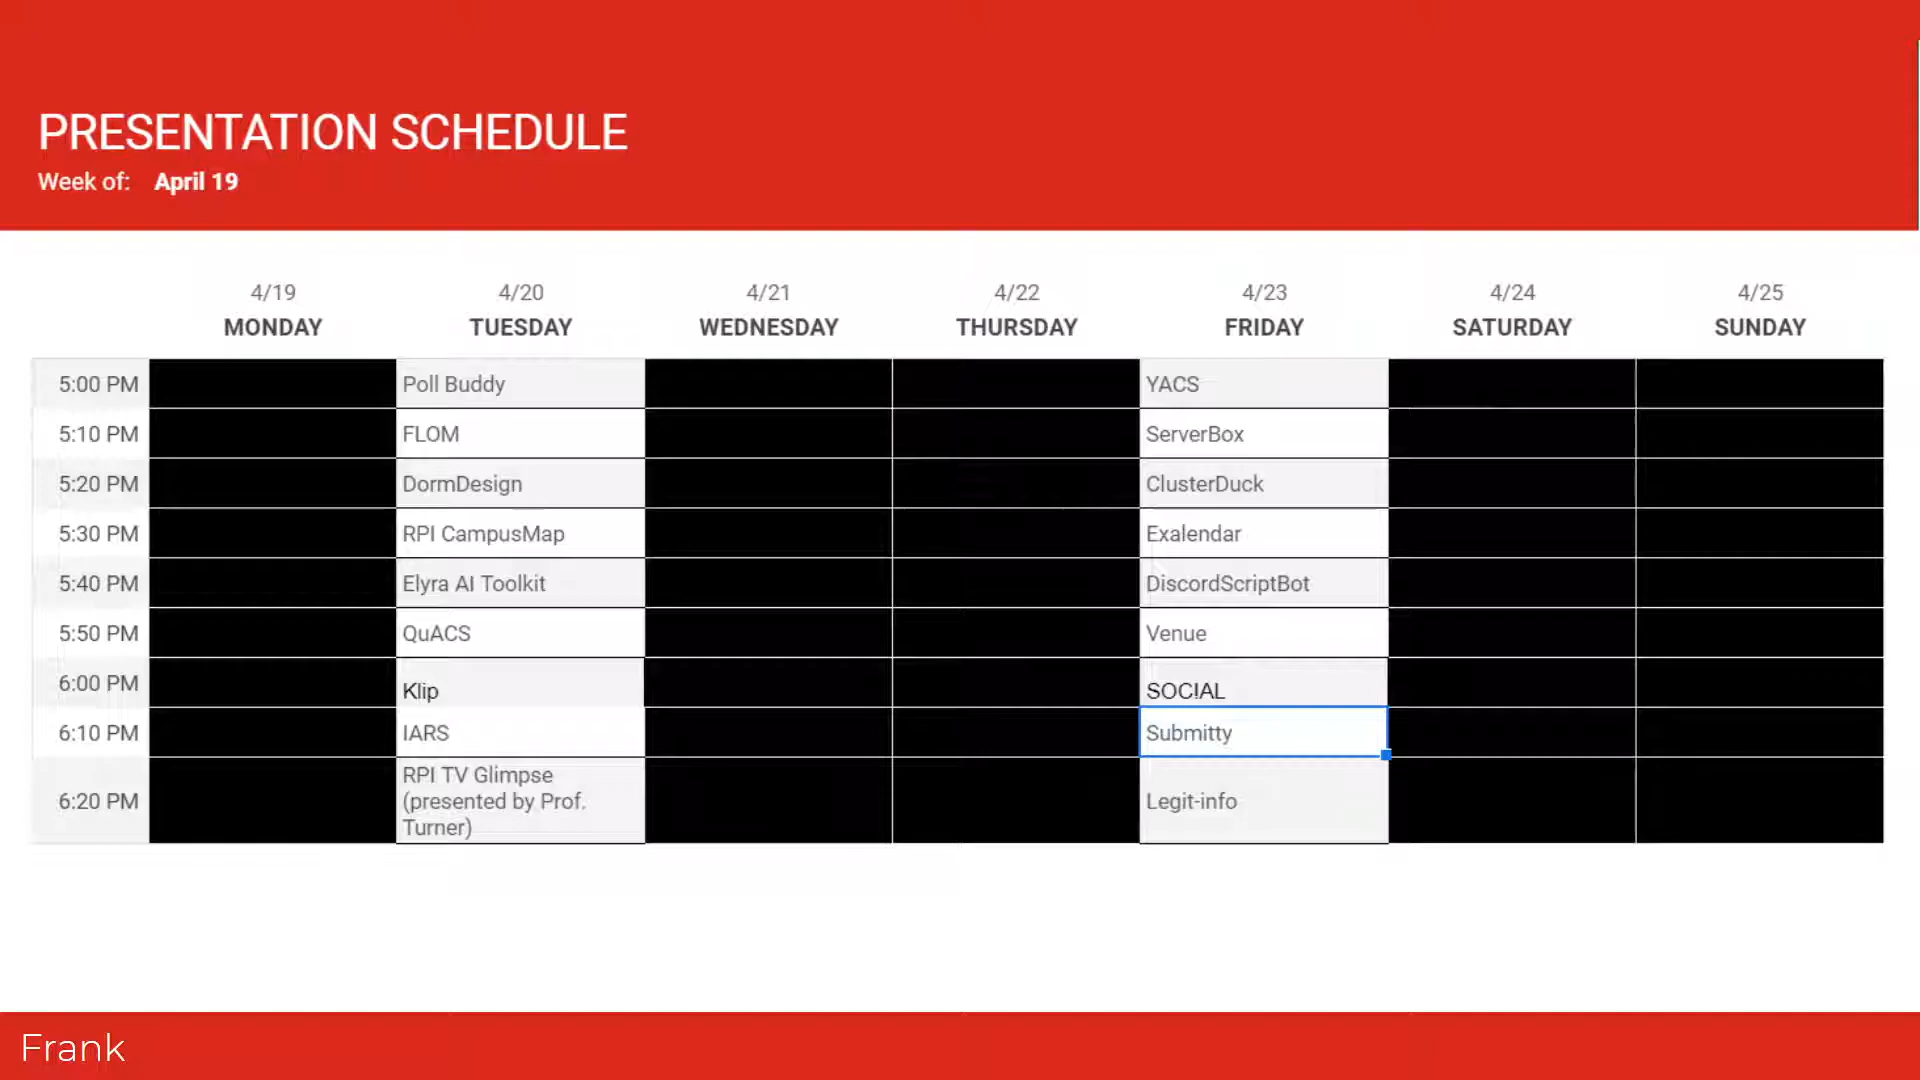 PRESENTATION SCHEDULE
Week of: April 19
4/19 4/20 4/21 4/22 4/23 4/24 4/25
MONDAY TUESDAY WEDNESDAY THURSDAY FRIDAY SATURDAY SUNDAY
5:00 PM Poll Buddy YACS
5:10 PM FLOM ServerBox
5:20 PM DormDesign ClusterDuck
5:30 PM RPI CampusMap Exalendar
5:40 PM Elyra AI Toolkit DiscordScriptBot
5:50 PM QuACS Venue
6:00 PM Klip SOC!AL
6:10 PM IARS Submitty
6:20 PM RPI TV Glimpse (presented by Prof. Turner) Legit-info
Frank